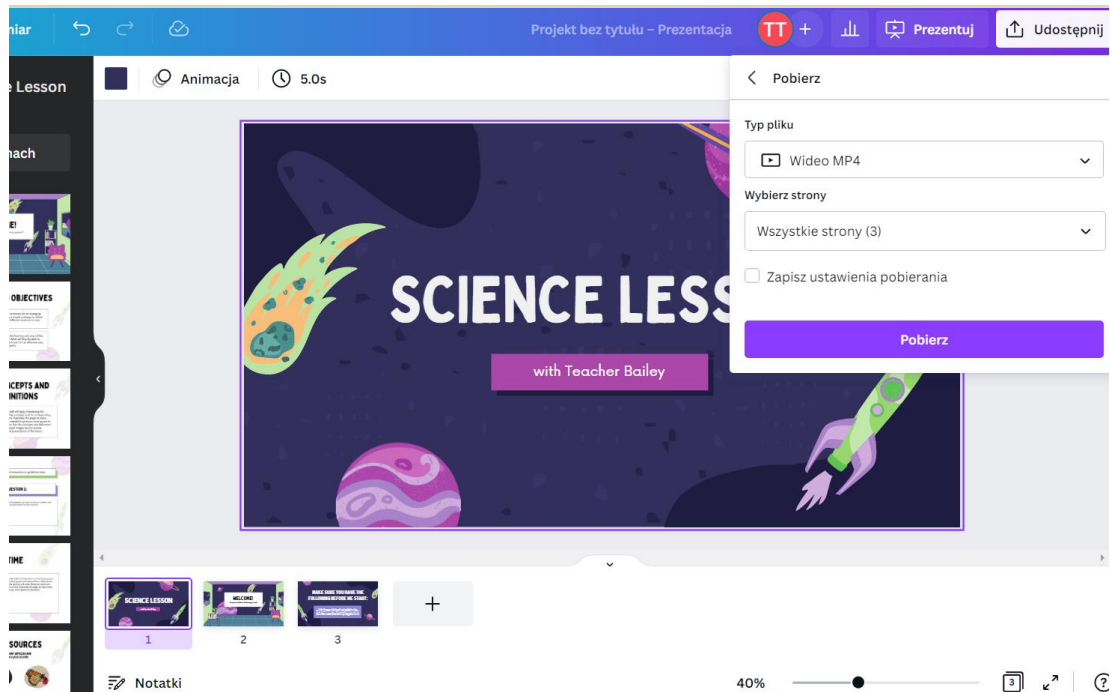 miar
Projekt bez tytułu – Prezentacja
TT
+
Prezentuj
Udostępnij
Lesson
Animacja
5.0s
nach
Pobierz
Typ pliku
Wideo MP4
Wybierz strony
Wszystkie strony (3)
Zapisz ustawienia pobierania
Pobierz
OBJECTIVES
CEPTS AND
INITIONS
TIME
SOURCES
SCIENCE LESS
with Teacher Bailey
SCIENCE LESSON
WELCOME!
MAKE SURE YOU HAVE THE
FOLLOWING BEFORE WE START:
+
1
2
3
Notatki
40%
3
?